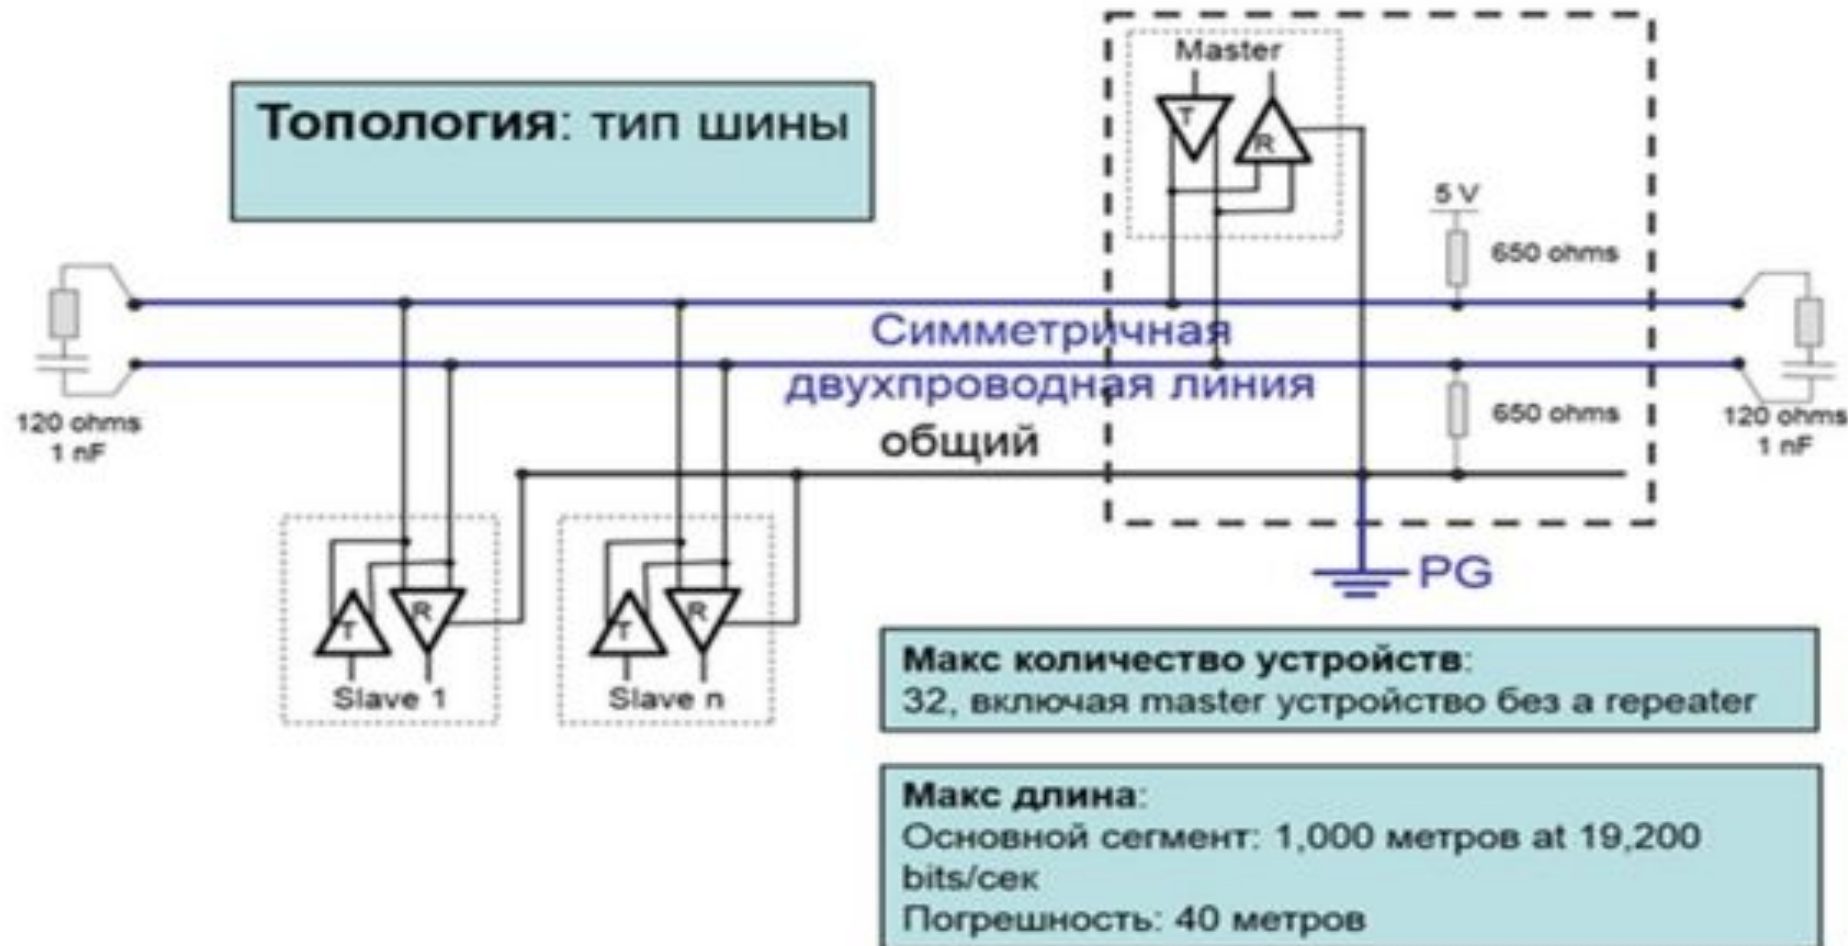 Топология: тип шины
Master
T
R
5 V
650 ohms
Симметричная
двухпроводная линия
общий
650 ohms
120 ohms
1 nF
120 ohms
1 nF
PG
T
R
Slave 1
T
R
Slave n
Макс количество устройств:
32, включая master устройство без a repeater
Макс длина:
Основной сегмент: 1,000 метров at 19,200
bits/сек
Погрешность: 40 метров